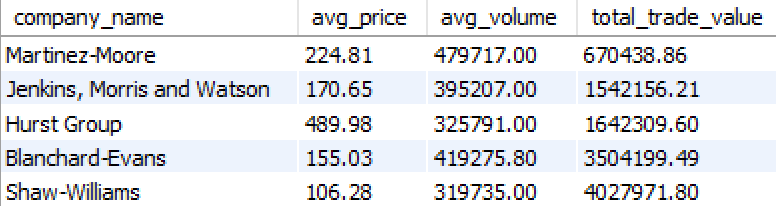 company_name avg_price avg_volume total_trade_value
Martinez-Moore 224.81 479717.00 670438.86
Jenkins, Morris and Watson 170.65 395207.00 1542156.21
Hurst Group 489.98 325791.00 1642309.60
Blanchard-Evans 155.03 419275.80 3504199.49
Shaw-Williams 106.28 319735.00 4027971.80